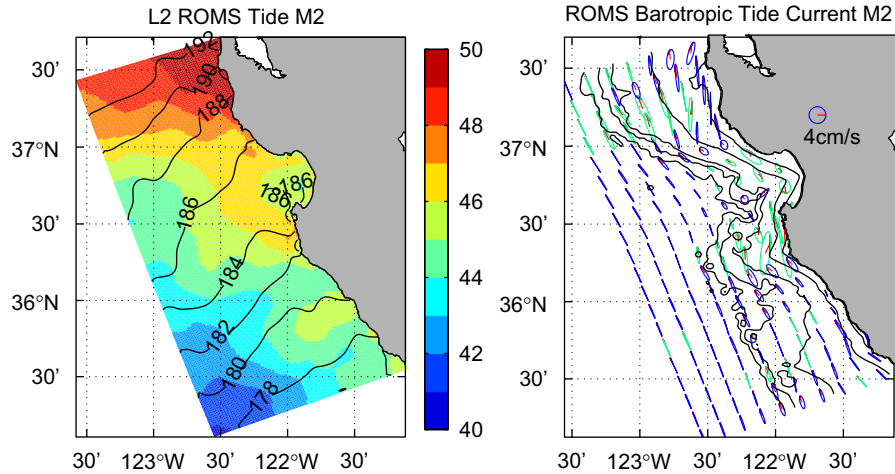 L2 ROMS Tide M2
ROMS Barotropic Tide Current M2
192
190
188
186
186
186
184
182
180
178
30'
37°N
30'
36°N
30'
30'
123°W
30'
122°W
30'
50
48
46
44
42
40
4cm/s
30'
37°N
30'
36°N
30'
30'
123°W
30'
122°W
30'